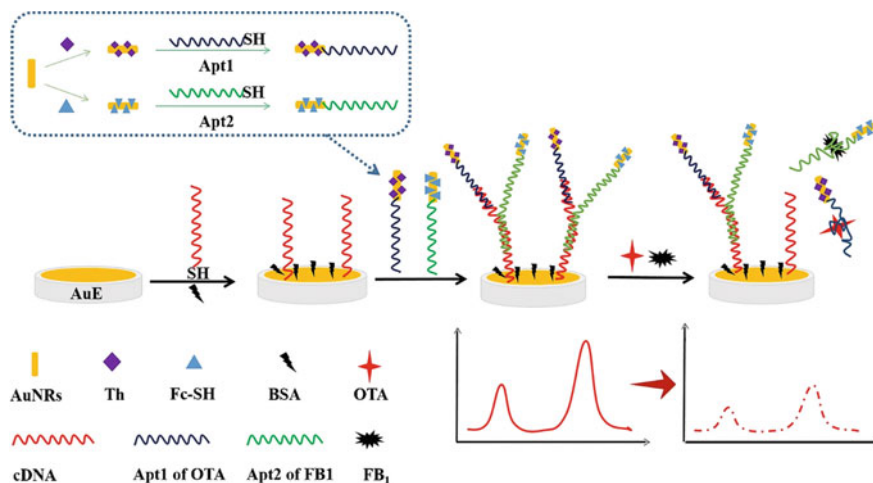 SH
Apt1
SH
Apt2
SH
AuE
AuNRs Th Fc-SH BSA OTA
cDNA Apt1 of OTA Apt2 of FB1 FB₁